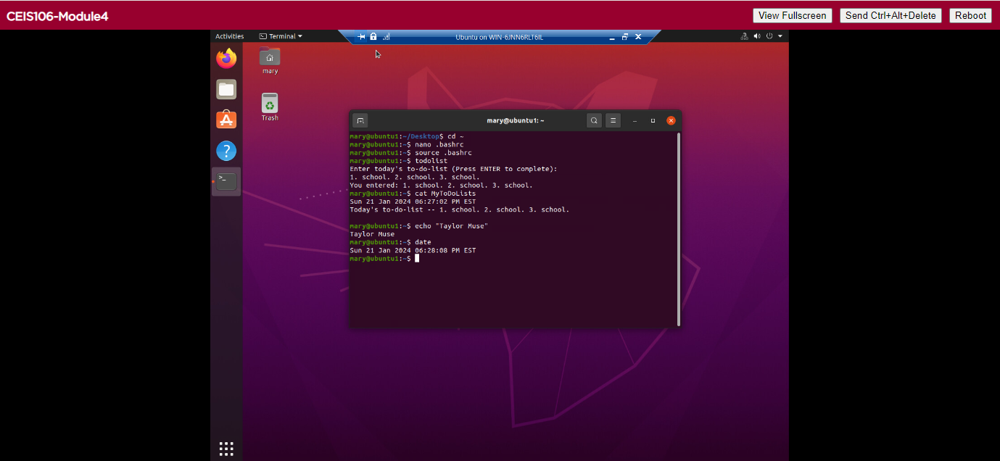 CEIS106-Module4
View Fullscreen
Send Ctrl+Alt+Delete
Reboot
Activities
Terminal
Ubuntu on WIN-6JNN6RLT6IL
mary
Trash
mary@ubuntu1: ~
mary@ubuntu1:~/Desktop$ cd ~
mary@ubuntu1:~$ nano .bashrc
mary@ubuntu1:~$ source .bashrc
mary@ubuntu1:~$ todolist
Enter today's to-do-list (Press ENTER to complete):
1. school. 2. school. 3. school.
You entered: 1. school. 2. school. 3. school.
mary@ubuntu1:~$ cat MyToDoLists
Sun 21 Jan 2024 06:27:02 PM EST
Today's to-do-list -- 1. school. 2. school. 3. school.
mary@ubuntu1:~$ echo "Taylor Muse"
Taylor Muse
mary@ubuntu1:~$ date
Sun 21 Jan 2024 06:28:08 PM EST
mary@ubuntu1:~$